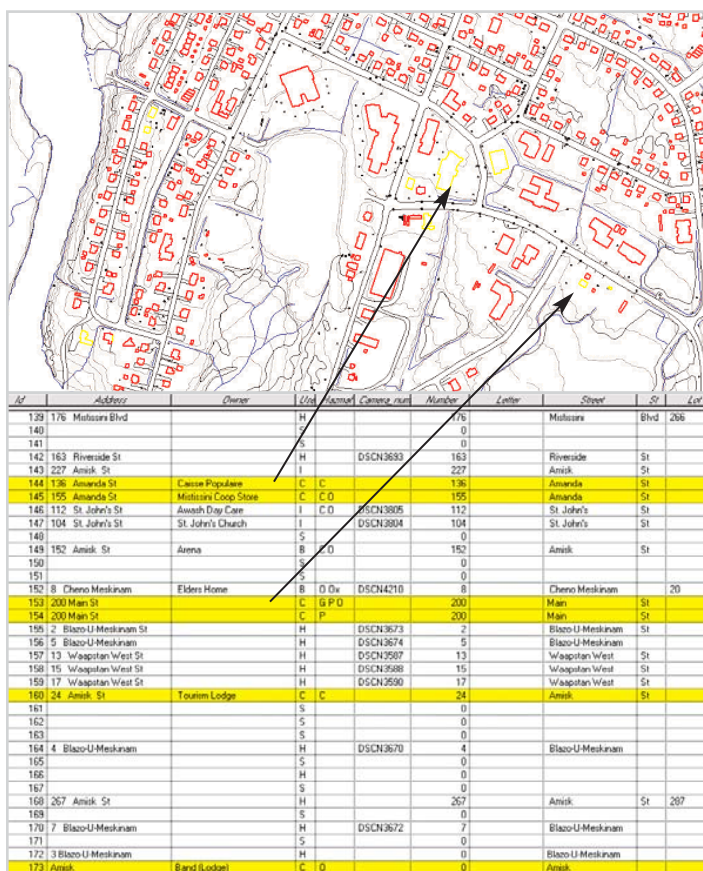 Id Address Owner Use Hazmat Camera_num Number Letter Street St Lot
139 176 Mistissini Blvd H 176 Mistissini Blvd 266
140 S 0
141 S 0
142 163 Riverside St H DSCN3693 163 Riverside St
143 227 Amisk St I 227 Amisk St
144 136 Amanda St Caisse Populaire C C 136 Amanda St
145 155 Amanda St Mistissini Coop Store C C O 155 Amanda St
146 112 St. John's St Awash Day Care I C O DSCN3805 112 St. John's St
147 104 St. John's St St. John's Church I DSCN3804 104 St. John's St
148 S 0
149 152 Amisk St Arena B C O 152 Amisk St
150 S 0
151 S 0
152 8 Cheno Meskinam Elders Home B O Ox DSCN4210 8 Cheno Meskinam 20
153 200 Main St C G P O 200 Main St
154 200 Main St C P 200 Main St
155 2 Blazo-U-Meskinam St H DSCN3673 2 Blazo-U-Meskinam St
156 5 Blazo-U-Meskinam H DSCN3674 5 Blazo-U-Meskinam
157 13 Waapstan West St H DSCN3587 13 Waapstan West St
158 15 Waapstan West St H DSCN3588 15 Waapstan West St
159 17 Waapstan West St H DSCN3590 17 Waapstan West St
160 24 Amisk St Tourism Lodge C C 24 Amisk St
161 S 0
162 S 0
163 S 0
164 4 Blazo-U-Meskinam H DSCN3670 4 Blazo-U-Meskinam
165 S 0
166 H 0
167 S 0
168 267 Amisk St H 267 Amisk St 287
169 S 0
170 7 Blazo-U-Meskinam H DSCN3672 7 Blazo-U-Meskinam
171 S 0
172 3 Blazo-U-Meskinam H 0 Blazo-U-Meskinam
173 Amisk Band (Lodge) C O 0 Amisk